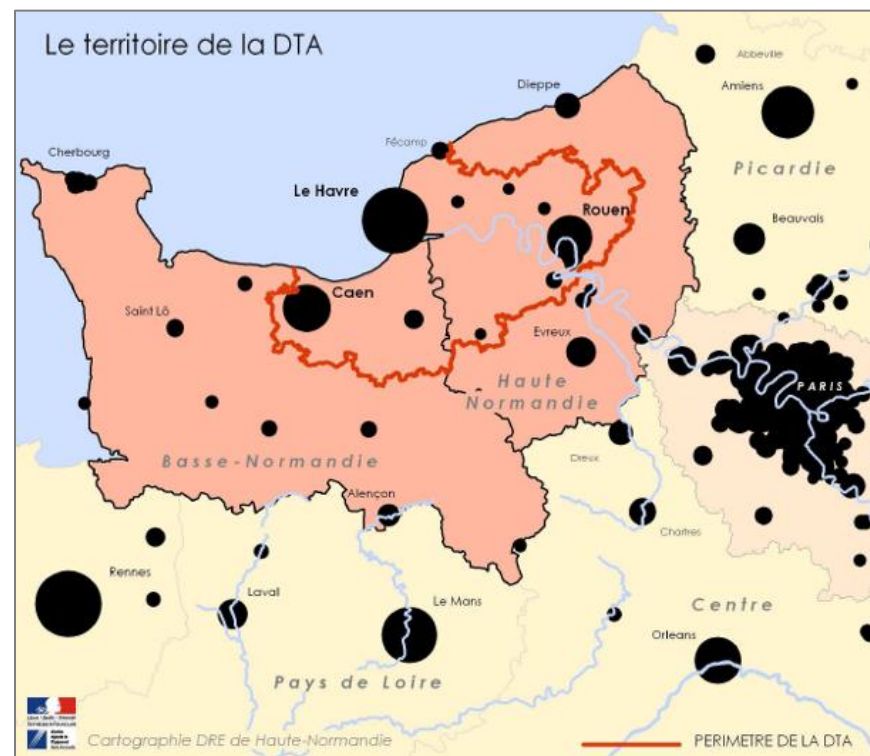 Le territoire de la DTA
Abbeville
Amiens
Dieppe
Cherbourg
Fécamp
Picardie
Le Havre
Rouen
Beauvais
Caen
Saint Lô
Evreux
PARIS
Haute
Normandie
Basse-Normandie
Dreux
Alençon
Chartres
Rennes
Laval
Le Mans
Centre
Orleans
Pays de Loire
Cartographie DRE de Haute-Normandie
PERIMETRE DE LA DTA